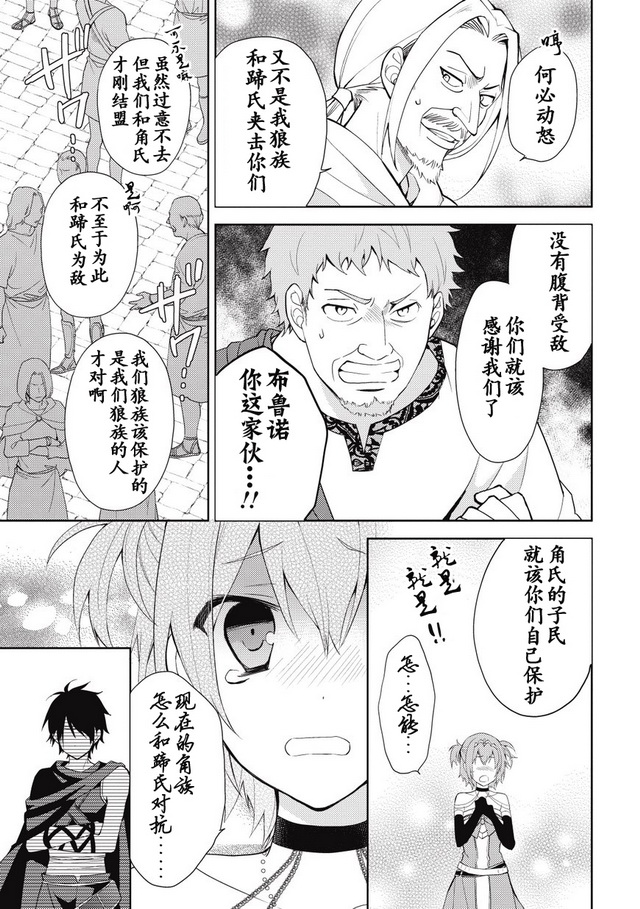 哼
何必动怒
又不是我狼族
和蹄氏夹击你们
可不是嘛
虽然过意不去
但我们和角氏
才刚结盟
是啊
不至于为此
和蹄氏为敌
我们狼族该保护的
是我们狼族的人
才对啊
没有腹背受敌
你们就该
感谢我们了
布鲁诺
你这家伙…!!
角氏的子民
就该你们自己保护
就是
就是!!
怎…怎能……
现在的角族
怎么和蹄氏对抗……